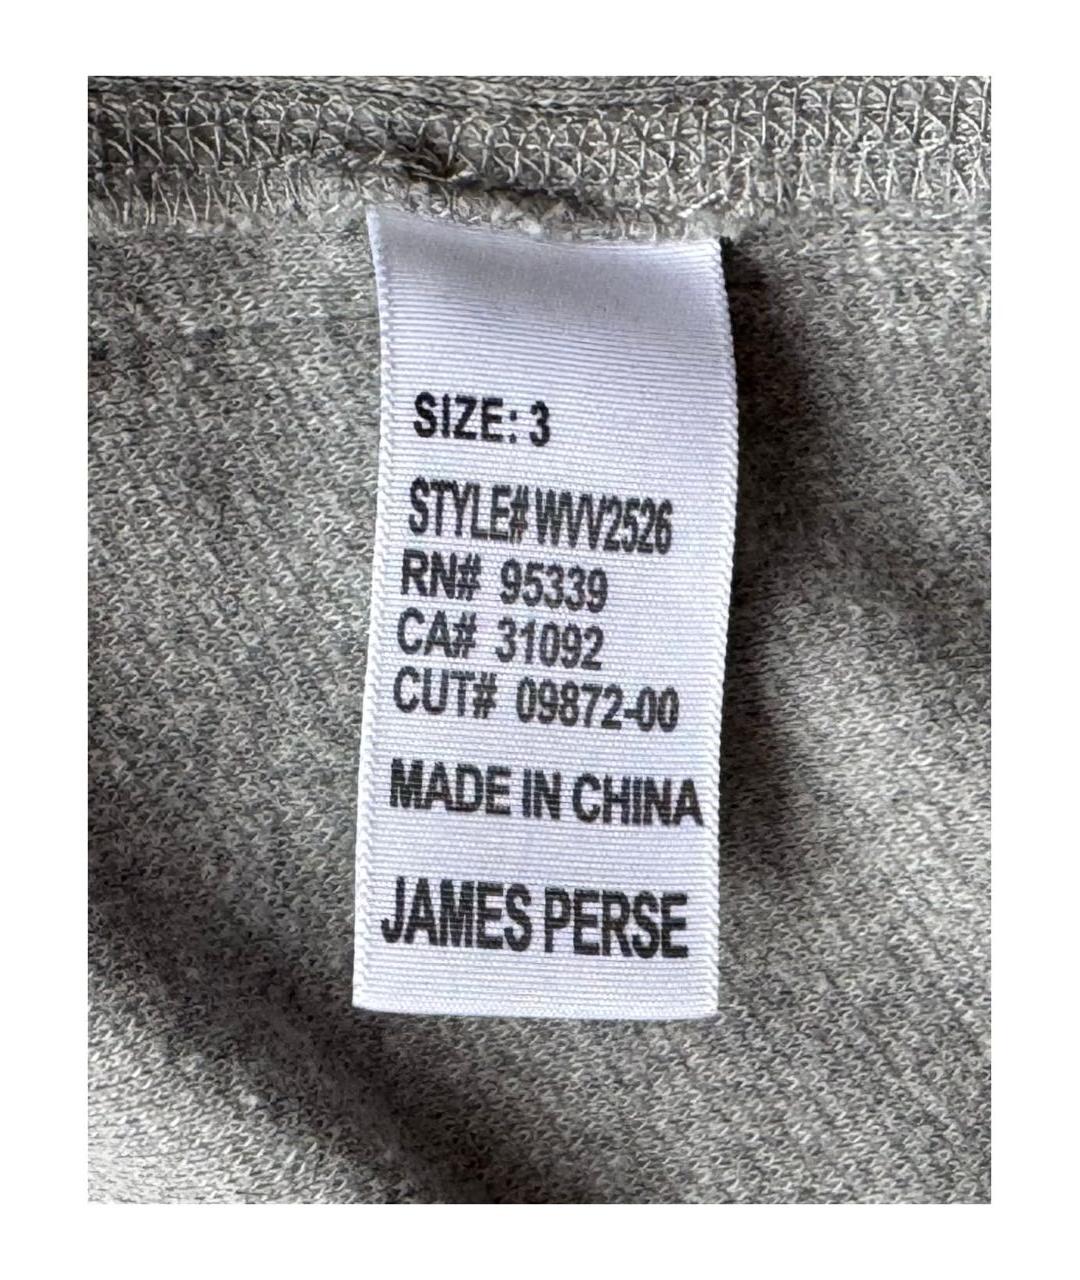 SIZE: 3
STYLE# WVV2526
RN# 95339
CA# 31092
CUT# 09872-00
MADE IN CHINA
JAMES PERSE